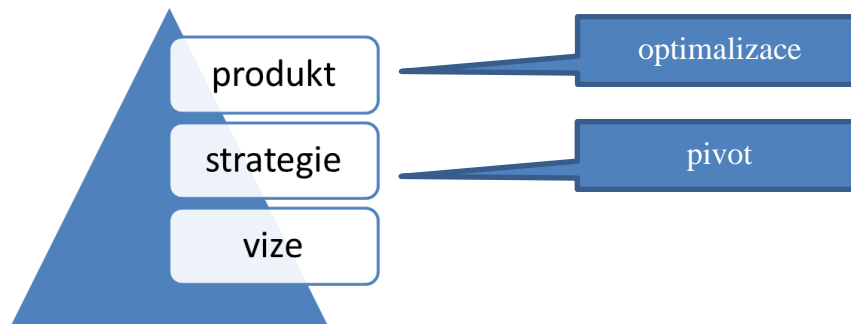 produkt
optimalizace
strategie
pivot
vize